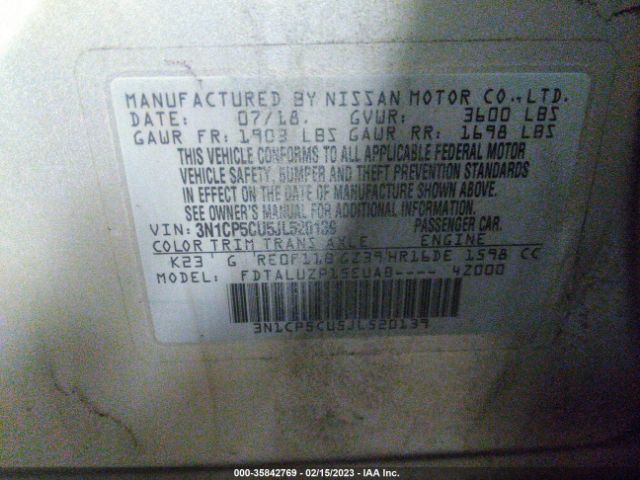 MANUFACTURED BY NISSAN MOTOR CO.,LTD.
DATE: 07/18. GVWR: 3600 LBS
GAWR FR: 1903 LBS GAWR RR: 1698 LBS
THIS VEHICLE CONFORMS TO ALL APPLICABLE FEDERAL MOTOR
VEHICLE SAFETY, BUMPER AND THEFT PREVENTION STANDARDS
IN EFFECT ON THE DATE OF MANUFACTURE SHOWN ABOVE.
SEE OWNER'S MANUAL FOR ADDITIONAL INFORMATION.
VIN: 3N1CP5CU5JL520139 PASSENGER CAR.
COLOR TRIM TRANS AXLE ENGINE
K23 G RE0F11B GZ39 HR16DE 1598 CC
MODEL: FDTALUZP15EUAB---- 42000
3N1CP5CU5JL520139
000-35842769 – 02/15/2023 – IAA Inc.